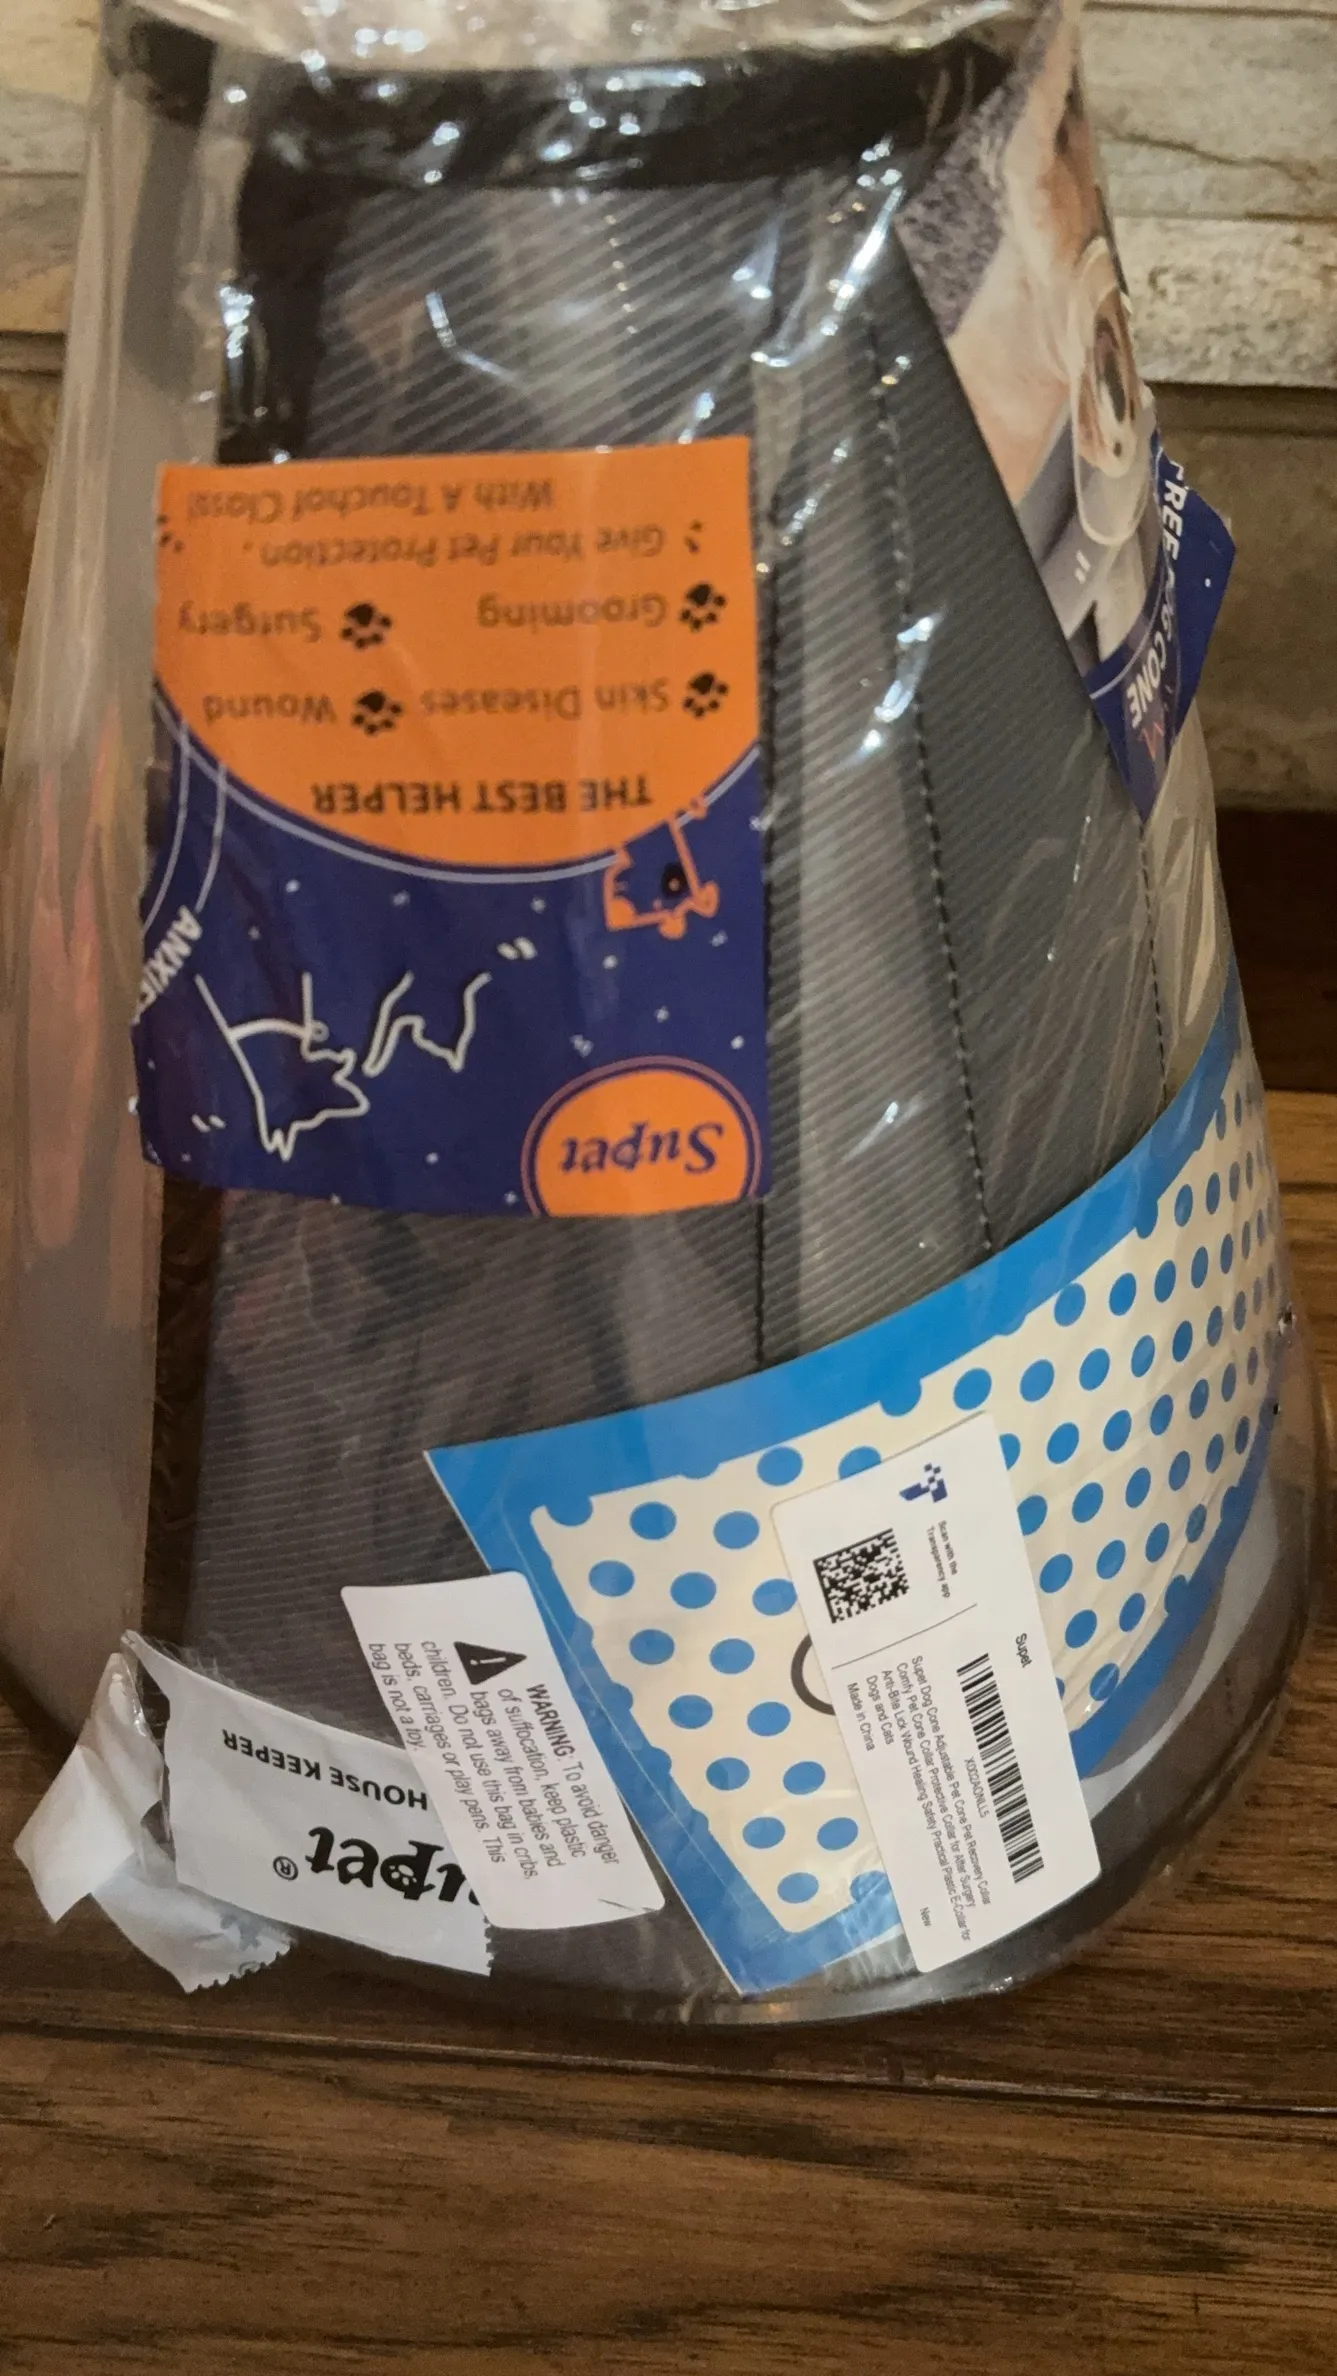 Supet
ANXIE
THE BEST HELPER
Skin Diseases Wound
Grooming Surgery
Give Your Pet Protection.
With A Touchof Class!
CONE
upet®
HOUSE KEEPER
WARNING: To avoid danger
of suffocation, keep plastic
bags away from babies and
children. Do not use this bag in cribs,
beds, carriages or play pens. This
bag is not a toy.
Scan with the
Transparency app
Supet
X002AONLL5
Supet Dog Cone Adjustable Pet Cone Pet Recovery Collar
Comfy Pet Cone Collar Protective Collar for After Surgery
Anti-Bite Lick Wound Healing Safety Practical Plastic E-Collar for
Dogs and Cats
New
Made in China